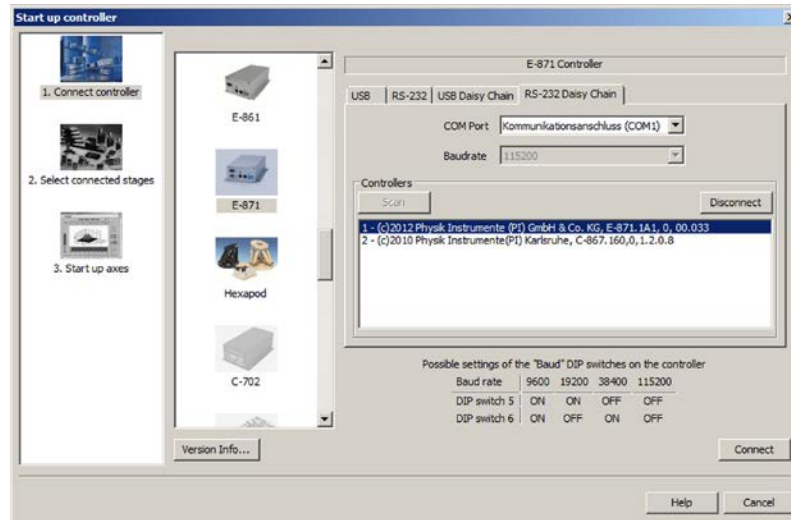 Start up controller
1. Connect controller
2. Select connected stages
3. Start up axes
E-861
E-871
Hexapod
C-702
Version Info...
E-871 Controller
USB RS-232 USB Daisy Chain RS-232 Daisy Chain
COM Port Kommunikationsanschluss (COM1)
Baudrate 115200
Controllers
Scan Disconnect
1 - (c)2012 Physik Instrumente (PI) GmbH & Co. KG, E-871.1A1, 0, 00.033
2 - (c)2010 Physik Instrumente(PI) Karlsruhe, C-867.160,0,1.2.0.8
Possible settings of the "Baud" DIP switches on the controller
Baud rate 9600 19200 38400 115200
DIP switch 5 ON ON OFF OFF
DIP switch 6 ON OFF ON OFF
Connect
Help Cancel